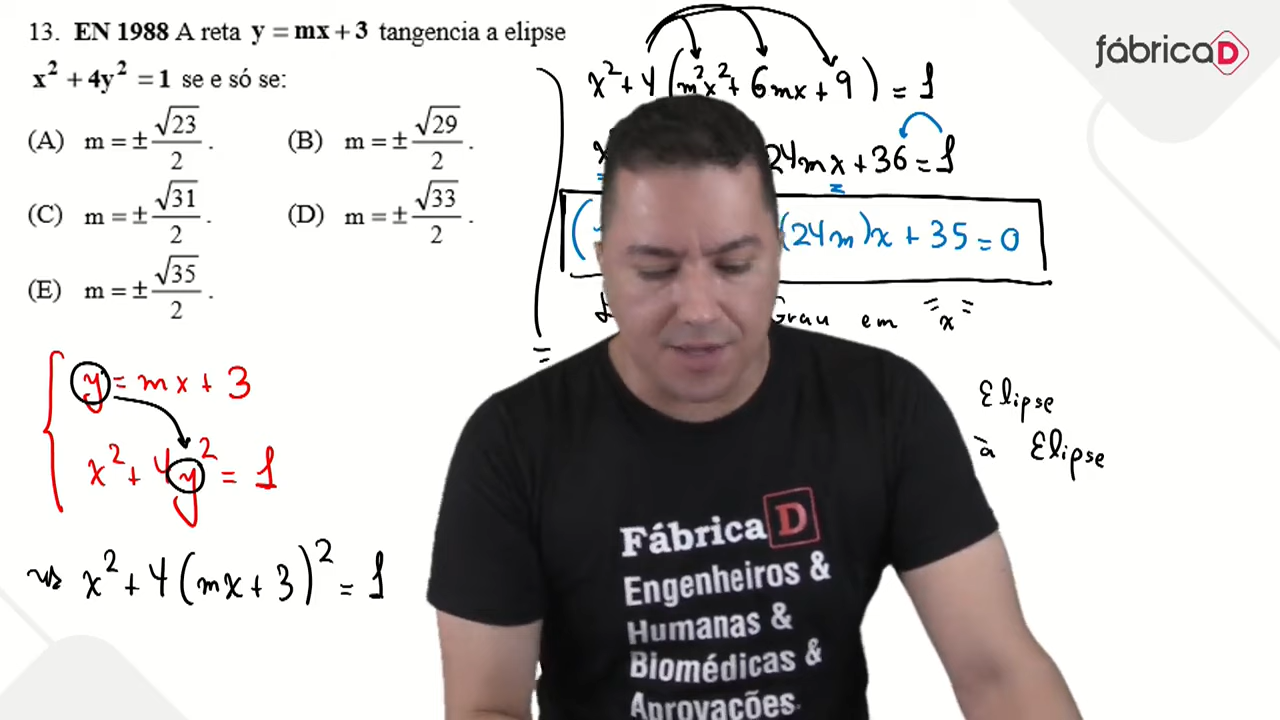 13. EN 1988 A reta y = mx + 3 tangencia a elipse
x² + 4y² = 1 se e só se:
(A) m = ± √23/2 .
(B) m = ± √29/2 .
(C) m = ± √31/2 .
(D) m = ± √33/2 .
(E) m = ± √35/2 .
y = mx + 3
x² + 4y² = 1
x² + 4(mx + 3)² = 1
x² + 4(m²x² + 6mx + 9) = 1
24mx + 36 = 1
(24m)x + 35 = 0
Grau em "x"
Elipse
à Elipse
fábricaD
FábricaD
Engenheiros &
Humanas &
Biomédicas &
Aprovações.